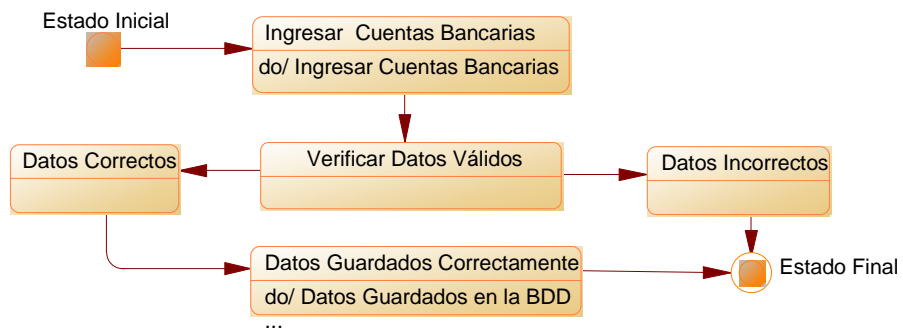 Estado Inicial
Ingresar Cuentas Bancarias
do/ Ingresar Cuentas Bancarias
Datos Correctos
Verificar Datos Válidos
Datos Incorrectos
Datos Guardados Correctamente
do/ Datos Guardados en la BDD
...
Estado Final